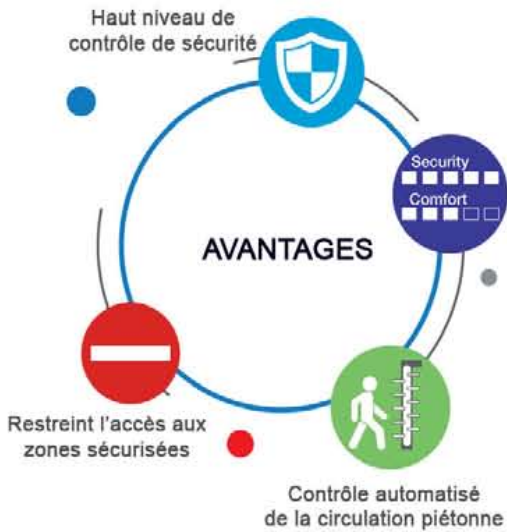 Haut niveau de
contrôle de sécurité
Security
Comfort
AVANTAGES
Restreint l'accès aux
zones sécurisées
Contrôle automatisé
de la circulation piétonne